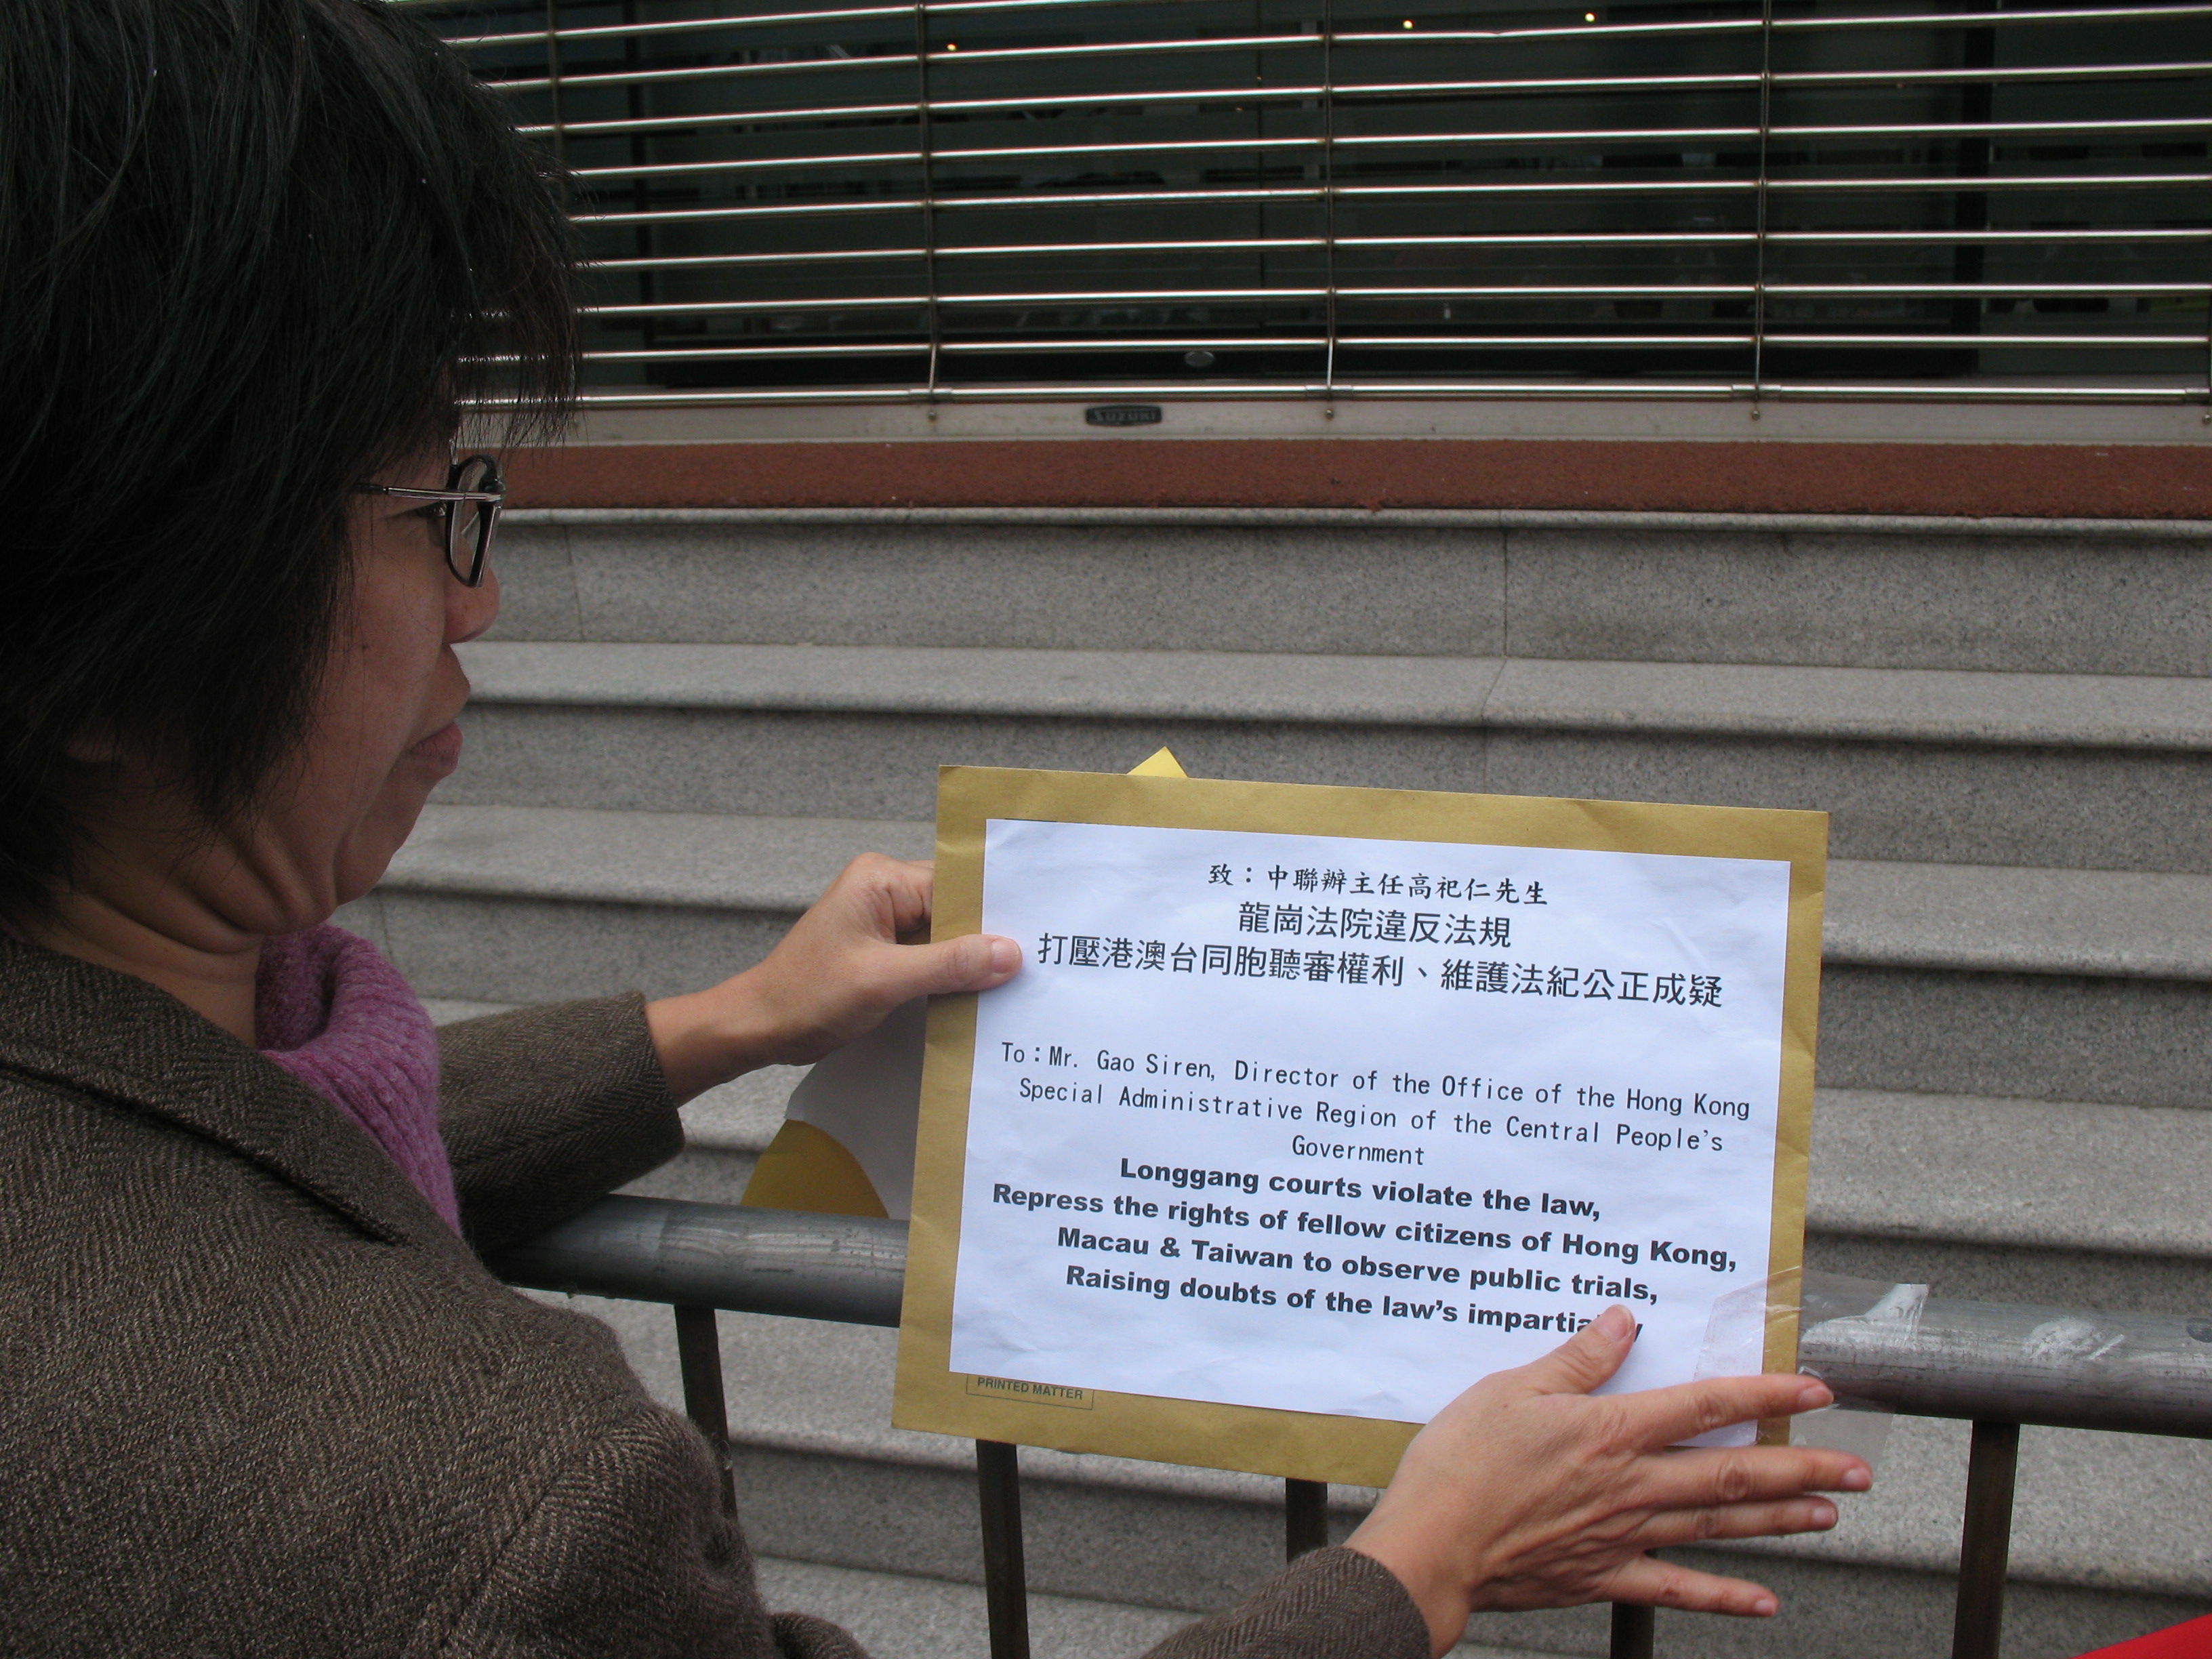 致：中聯辦主任高祀仁先生
龍崗法院違反法規
打壓港澳台同胞聽審權利、維護法紀公正成疑
To：Mr. Gao Siren, Director of the Office of the Hong Kong
Special Administrative Region of the Central People's
Government
Longgang courts violate the law,
Repress the rights of fellow citizens of Hong Kong,
Macau & Taiwan to observe public trials,
Raising doubts of the law's
PRINTED MATTER